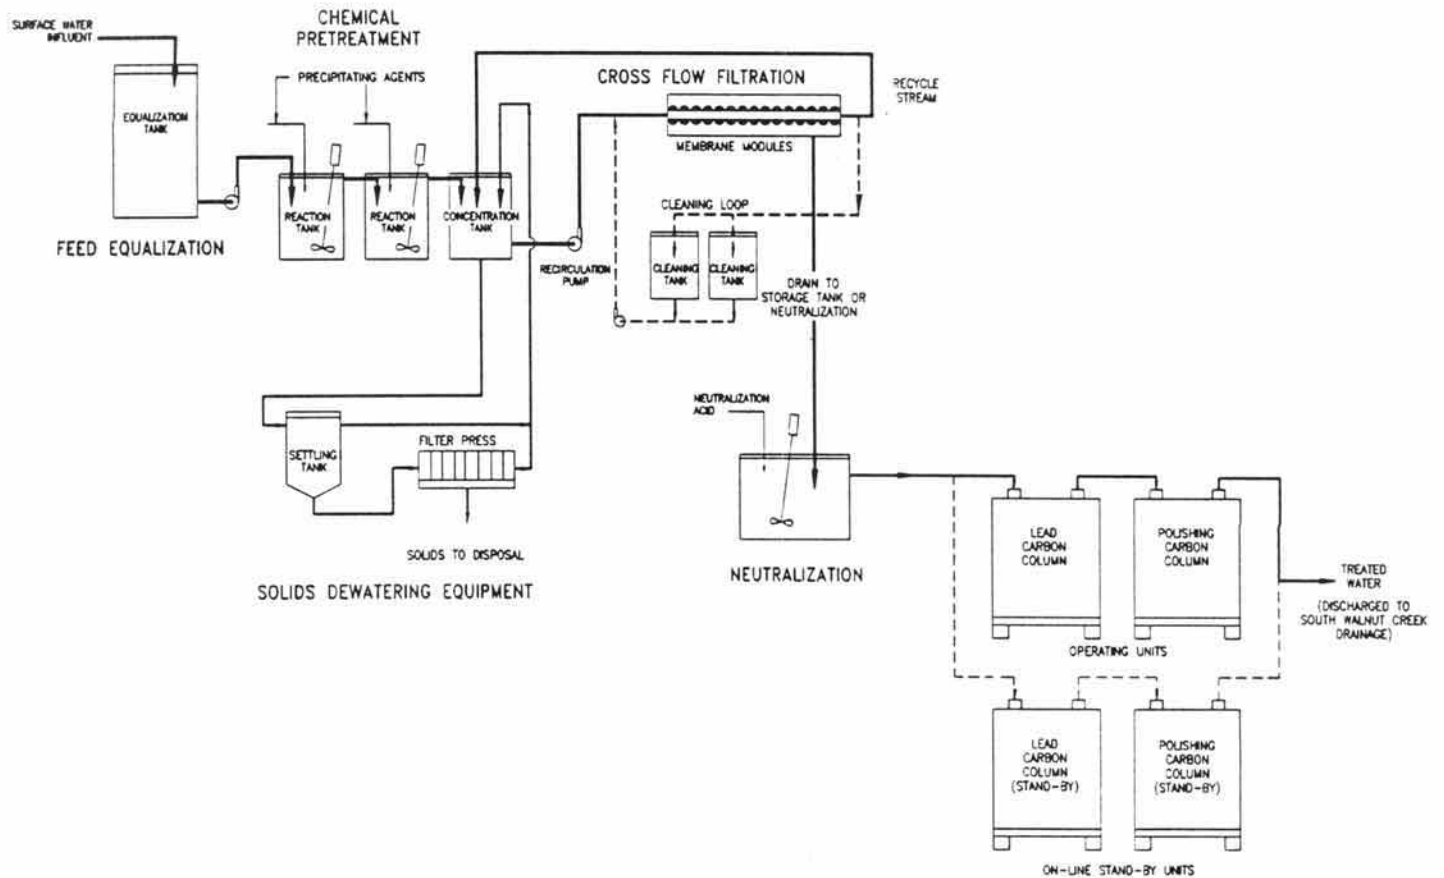 SURFACE WATER
INFLUENT
CHEMICAL
PRETREATMENT
PRECIPITATING AGENTS
CROSS FLOW FILTRATION
RECYCLE
STREAM
EQUALIZATION
TANK
MEMBRANE MODULES
REACTION
TANK
REACTION
TANK
CONCENTRATION
TANK
CLEANING LOOP
FEED EQUALIZATION
RECIRCULATION
PUMP
CLEANING
TANK
CLEANING
TANK
DRAIN TO
STORAGE TANK OR
NEUTRALIZATION
NEUTRALIZATION
ACID
SETTLING
TANK
FILTER PRESS
SOLIDS TO DISPOSAL
SOLIDS DEWATERING EQUIPMENT
NEUTRALIZATION
LEAD
CARBON
COLUMN
POLISHING
CARBON
COLUMN
TREATED
WATER
(DISCHARGED TO
SOUTH WALNUT CREEK
DRAINAGE)
OPERATING UNITS
LEAD
CARBON
COLUMN
(STAND-BY)
POLISHING
CARBON
COLUMN
(STAND-BY)
ON-LINE STAND-BY UNITS